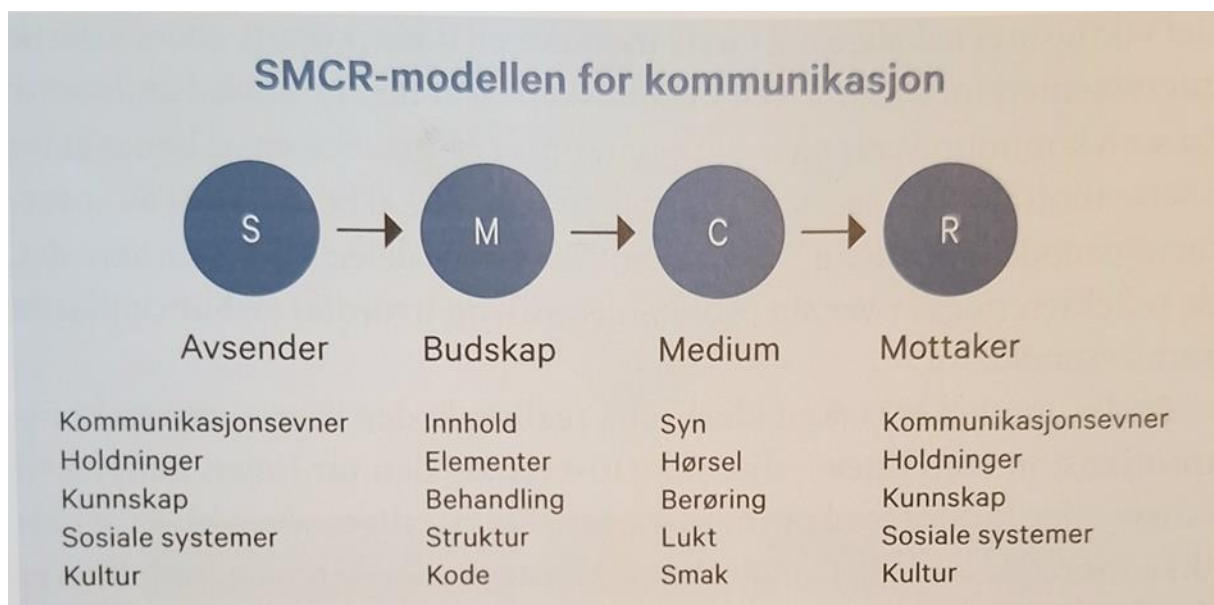 SMCR-modellen for kommunikasjon
S M C R
Avsender Budskap Medium Mottaker
Kommunikasjonsevner Innhold Syn Kommunikasjonsevner
Holdninger Elementer Hørsel Holdninger
Kunnskap Behandling Berøring Kunnskap
Sosiale systemer Struktur Lukt Sosiale systemer
Kultur Kode Smak Kultur